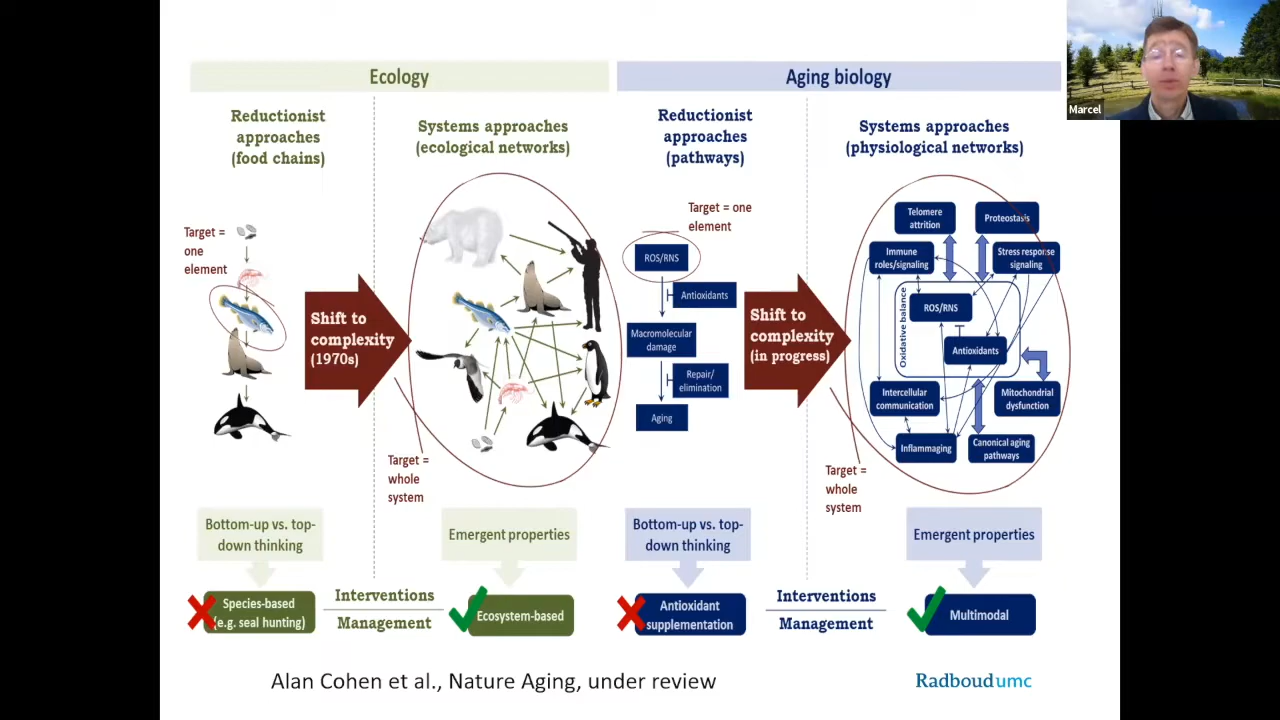 Ecology
Aging biology
Marcel
Reductionist
approaches
(food chains)
Systems approaches
(ecological networks)
Reductionist
approaches
(pathways)
Systems approaches
(physiological networks)
Target =
one
element
Shift to
complexity
(1970s)
Target =
whole
system
Target = one
element
ROS/RNS
Antioxidants
Macromolecular
damage
Repair/
elimination
Aging
Shift to
complexity
(in progress)
Target =
whole
system
Telomere
attrition
Proteostasis
Immune
roles/signaling
Stress response
signaling
Oxidative balance
ROS/RNS
Antioxidants
Intercellular
communication
Mitochondrial
dysfunction
Inflammaging
Canonical aging
pathways
Bottom-up vs. top-
down thinking
Emergent properties
Bottom-up vs. top-
down thinking
Emergent properties
Species-based
(e.g. seal hunting)
Interventions
Management
Ecosystem-based
Antioxidant
supplementation
Interventions
Management
Multimodal
Alan Cohen et al., Nature Aging, under review
Radboudumc